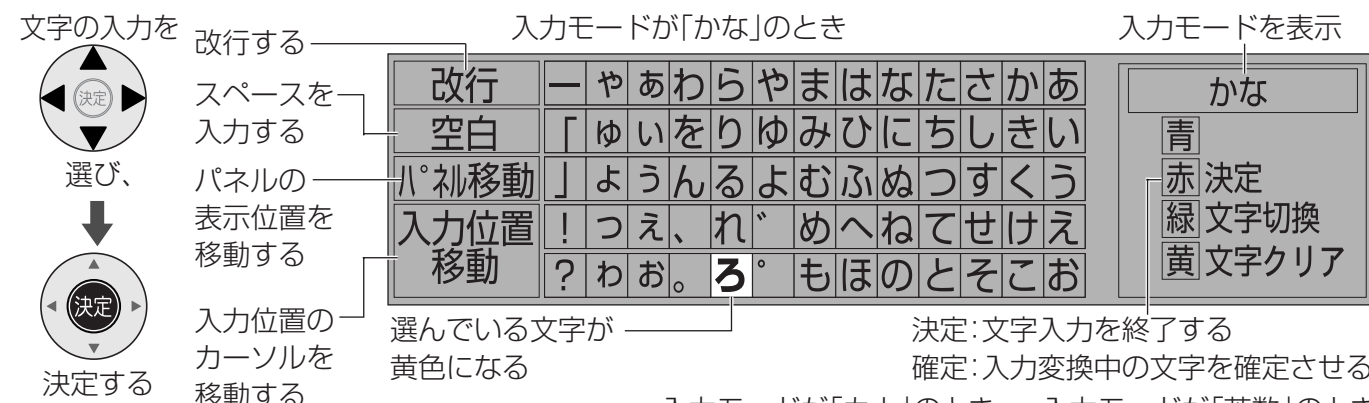 文字の入力を
決定
選び、
決定
決定する
改行する
スペースを
入力する
パネルの
表示位置を
移動する
入力位置の
カーソルを
移動する
入力モードが「かな」のとき
改行 ー ゃ ぁ わ ら や ま は な た さ か あ
空白 「 ゅ ぃ を り ゆ み ひ に ち し き い
パネル移動 」 ょ ぅ ん る よ む ふ ぬ つ す く う
入力位置 ! っ ぇ 、 れ ゛ め へ ね て せ け え
移動 ? ゎ ぉ 。 ろ ゜ も ほ の と そ こ お
選んでいる文字が
黄色になる
入力モードを表示
かな
青
赤 決定
緑 文字切換
黄 文字クリア
決定:文字入力を終了する
確定:入力変換中の文字を確定させる